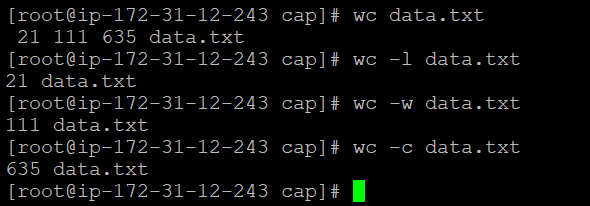 [root@ip-172-31-12-243 cap]# wc data.txt
 21 111 635 data.txt
[root@ip-172-31-12-243 cap]# wc -l data.txt
21 data.txt
[root@ip-172-31-12-243 cap]# wc -w data.txt
111 data.txt
[root@ip-172-31-12-243 cap]# wc -c data.txt
635 data.txt
[root@ip-172-31-12-243 cap]#